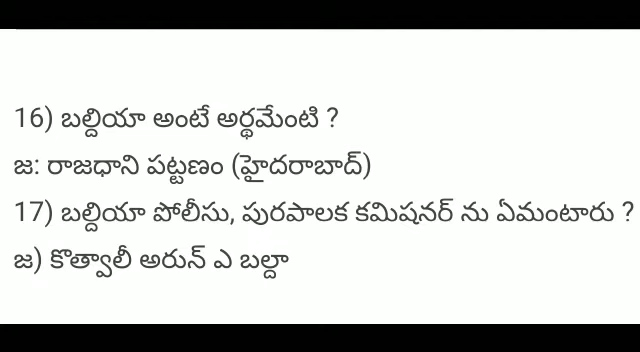 16) బల్దియా అంటే అర్థమేంటి ?
జ: రాజధాని పట్టణం (హైదరాబాద్)
17) బల్దియా పోలీసు, పురపాలక కమిషనర్ ను ఏమంటారు ?
జ) కొత్వాలీ అరున్ ఎ బల్దా